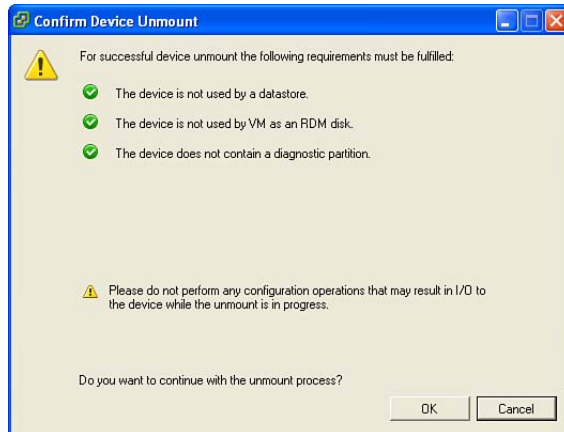 Confirm Device Unmount
For successful device unmount the following requirements must be fulfilled:
The device is not used by a datastore.
The device is not used by VM as an RDM disk.
The device does not contain a diagnostic partition.
Please do not perform any configuration operations that may result in I/O to
the device while the unmount is in progress.
Do you want to continue with the unmount process?
OK
Cancel